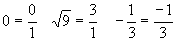 0 = 0/1   √9 = 3/1   -1/3 = -1/3